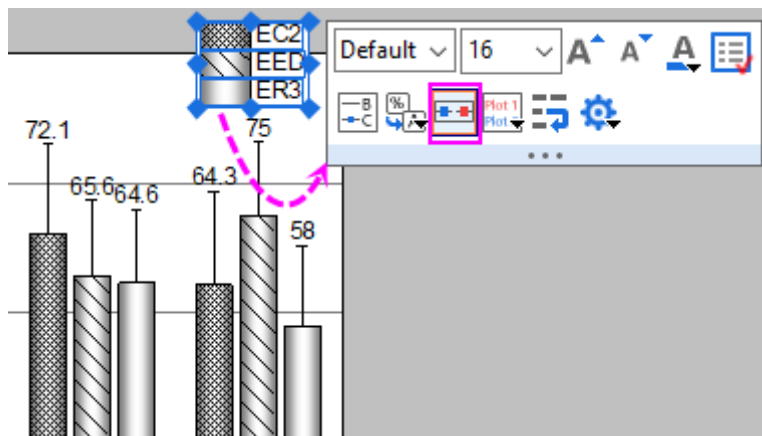 EC2
EED
ER3
Default 16 A A A
B
C
%
A
Plot 1
Plot
72.1
65.6
64.6
64.3
75
58